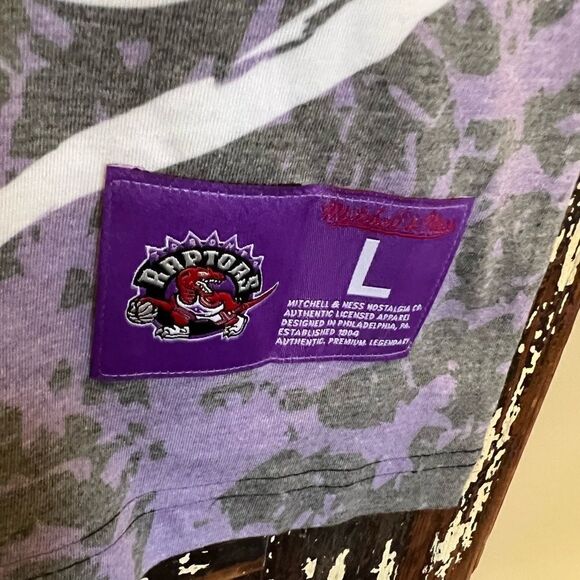 TORONTO
RAPTORS
Mitchell & Ness
L
MITCHELL & NESS NOSTALGIA CO.
AUTHENTIC LICENSED APPAREL
DESIGNED IN PHILADELPHIA, PA.
ESTABLISHED 1904
AUTHENTIC, PREMIUM, LEGENDARY.